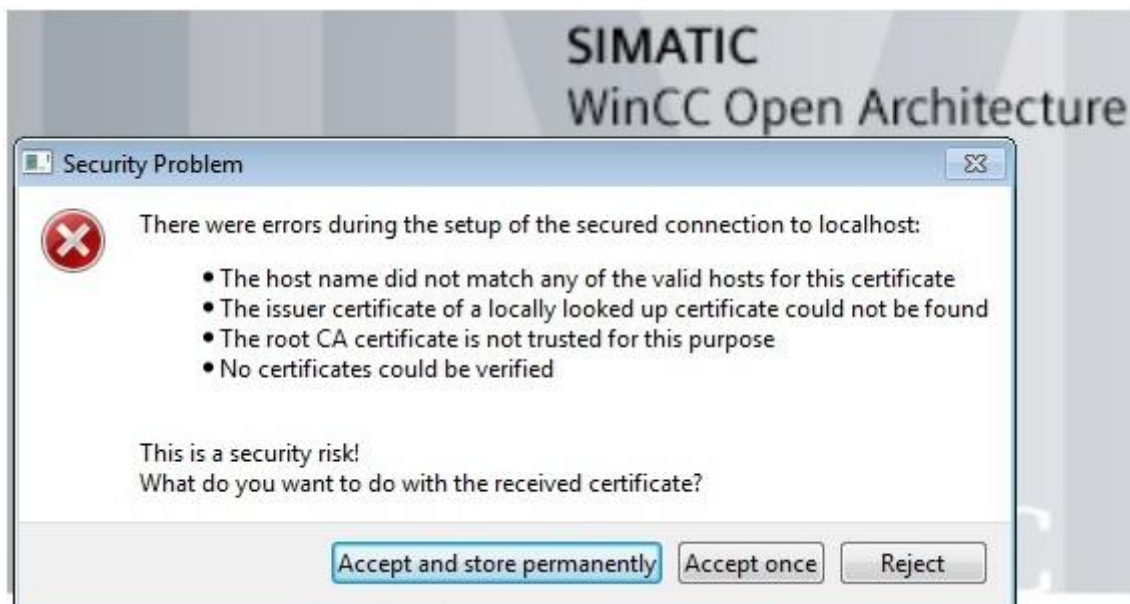 SIMATIC
WinCC Open Architecture
Security Problem
There were errors during the setup of the secured connection to localhost:
• The host name did not match any of the valid hosts for this certificate
• The issuer certificate of a locally looked up certificate could not be found
• The root CA certificate is not trusted for this purpose
• No certificates could be verified
This is a security risk!
What do you want to do with the received certificate?
Accept and store permanently Accept once Reject